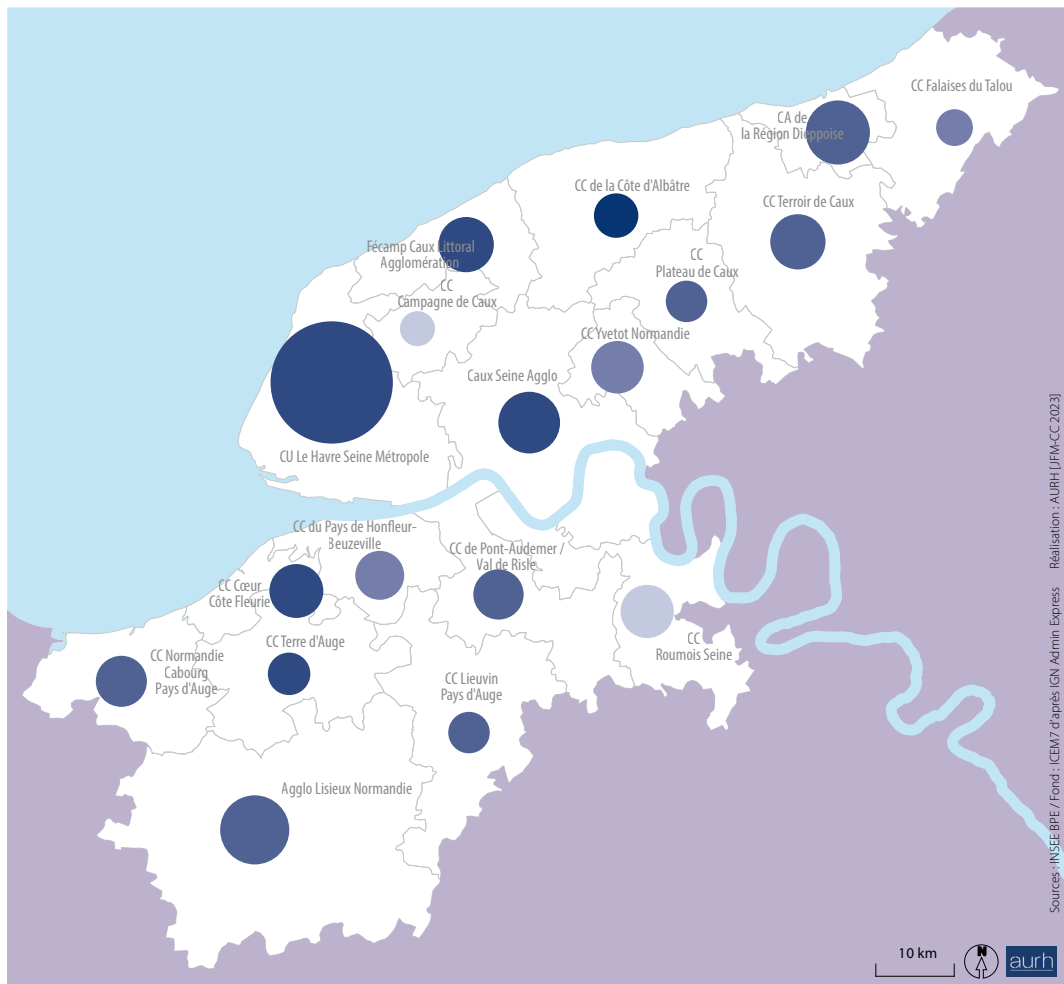 CC Falaises du Talou
CA de
la Région Dieppoise
CC de la Côte d'Albâtre
CC Terroir de Caux
Fécamp Caux Littoral
Agglomération
CC
Plateau de Caux
CC
Campagne de Caux
CC Yvetot Normandie
Caux Seine Agglo
CU Le Havre Seine Métropole
CC du Pays de Honfleur-
Beuzeville
CC de Pont-Audemer /
Val de Risle
CC Cœur
Côte Fleurie
CC Terre d'Auge
CC
Roumois Seine
CC Normandie
Cabourg
Pays d'Auge
CC Lieuvin
Pays d'Auge
Agglo Lisieux Normandie
Sources : INSEE BPE / Fond : ICEM7 d'après IGN Admin Express Réalisation : AURH [JFM-CC 2023]
10 km
N
aurh